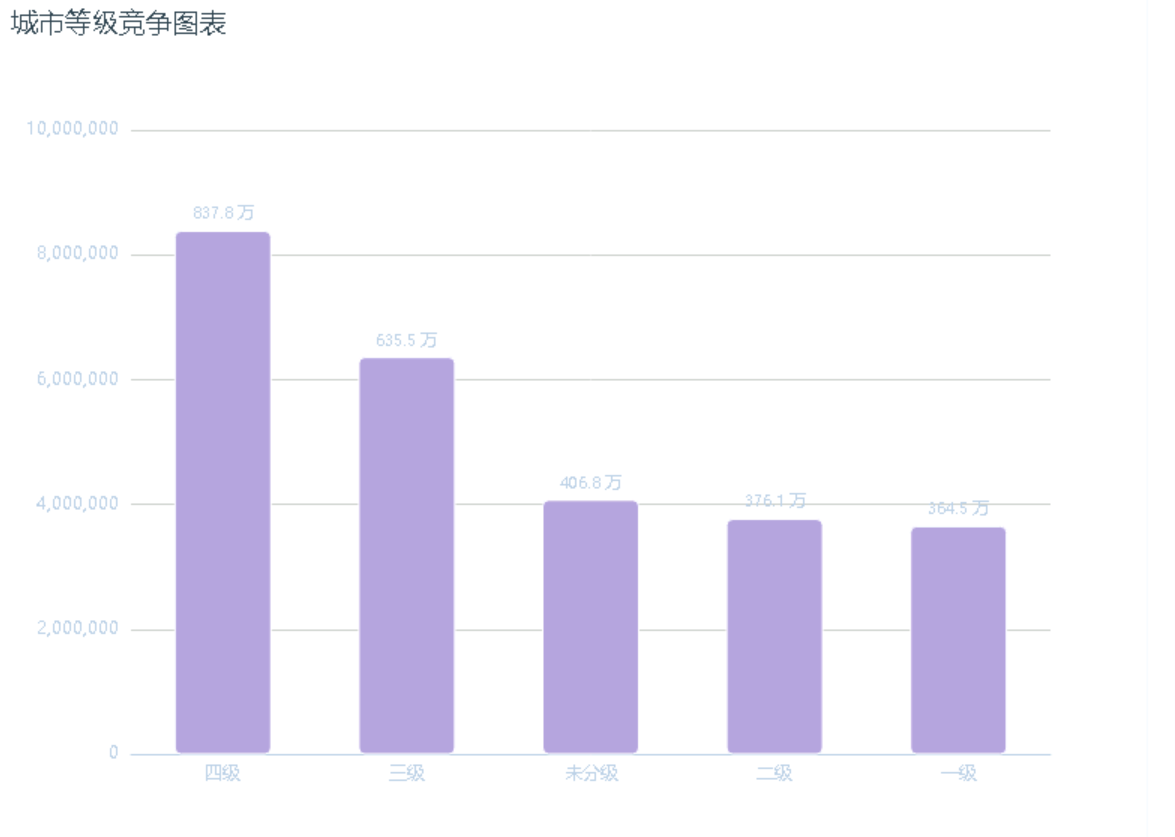 城市等级竞争图表
10,000,000
837.8 万
8,000,000
635.5 万
6,000,000
406.8 万
4,000,000
376.1 万
364.5 万
2,000,000
0
四级
三级
未分级
二级
一级